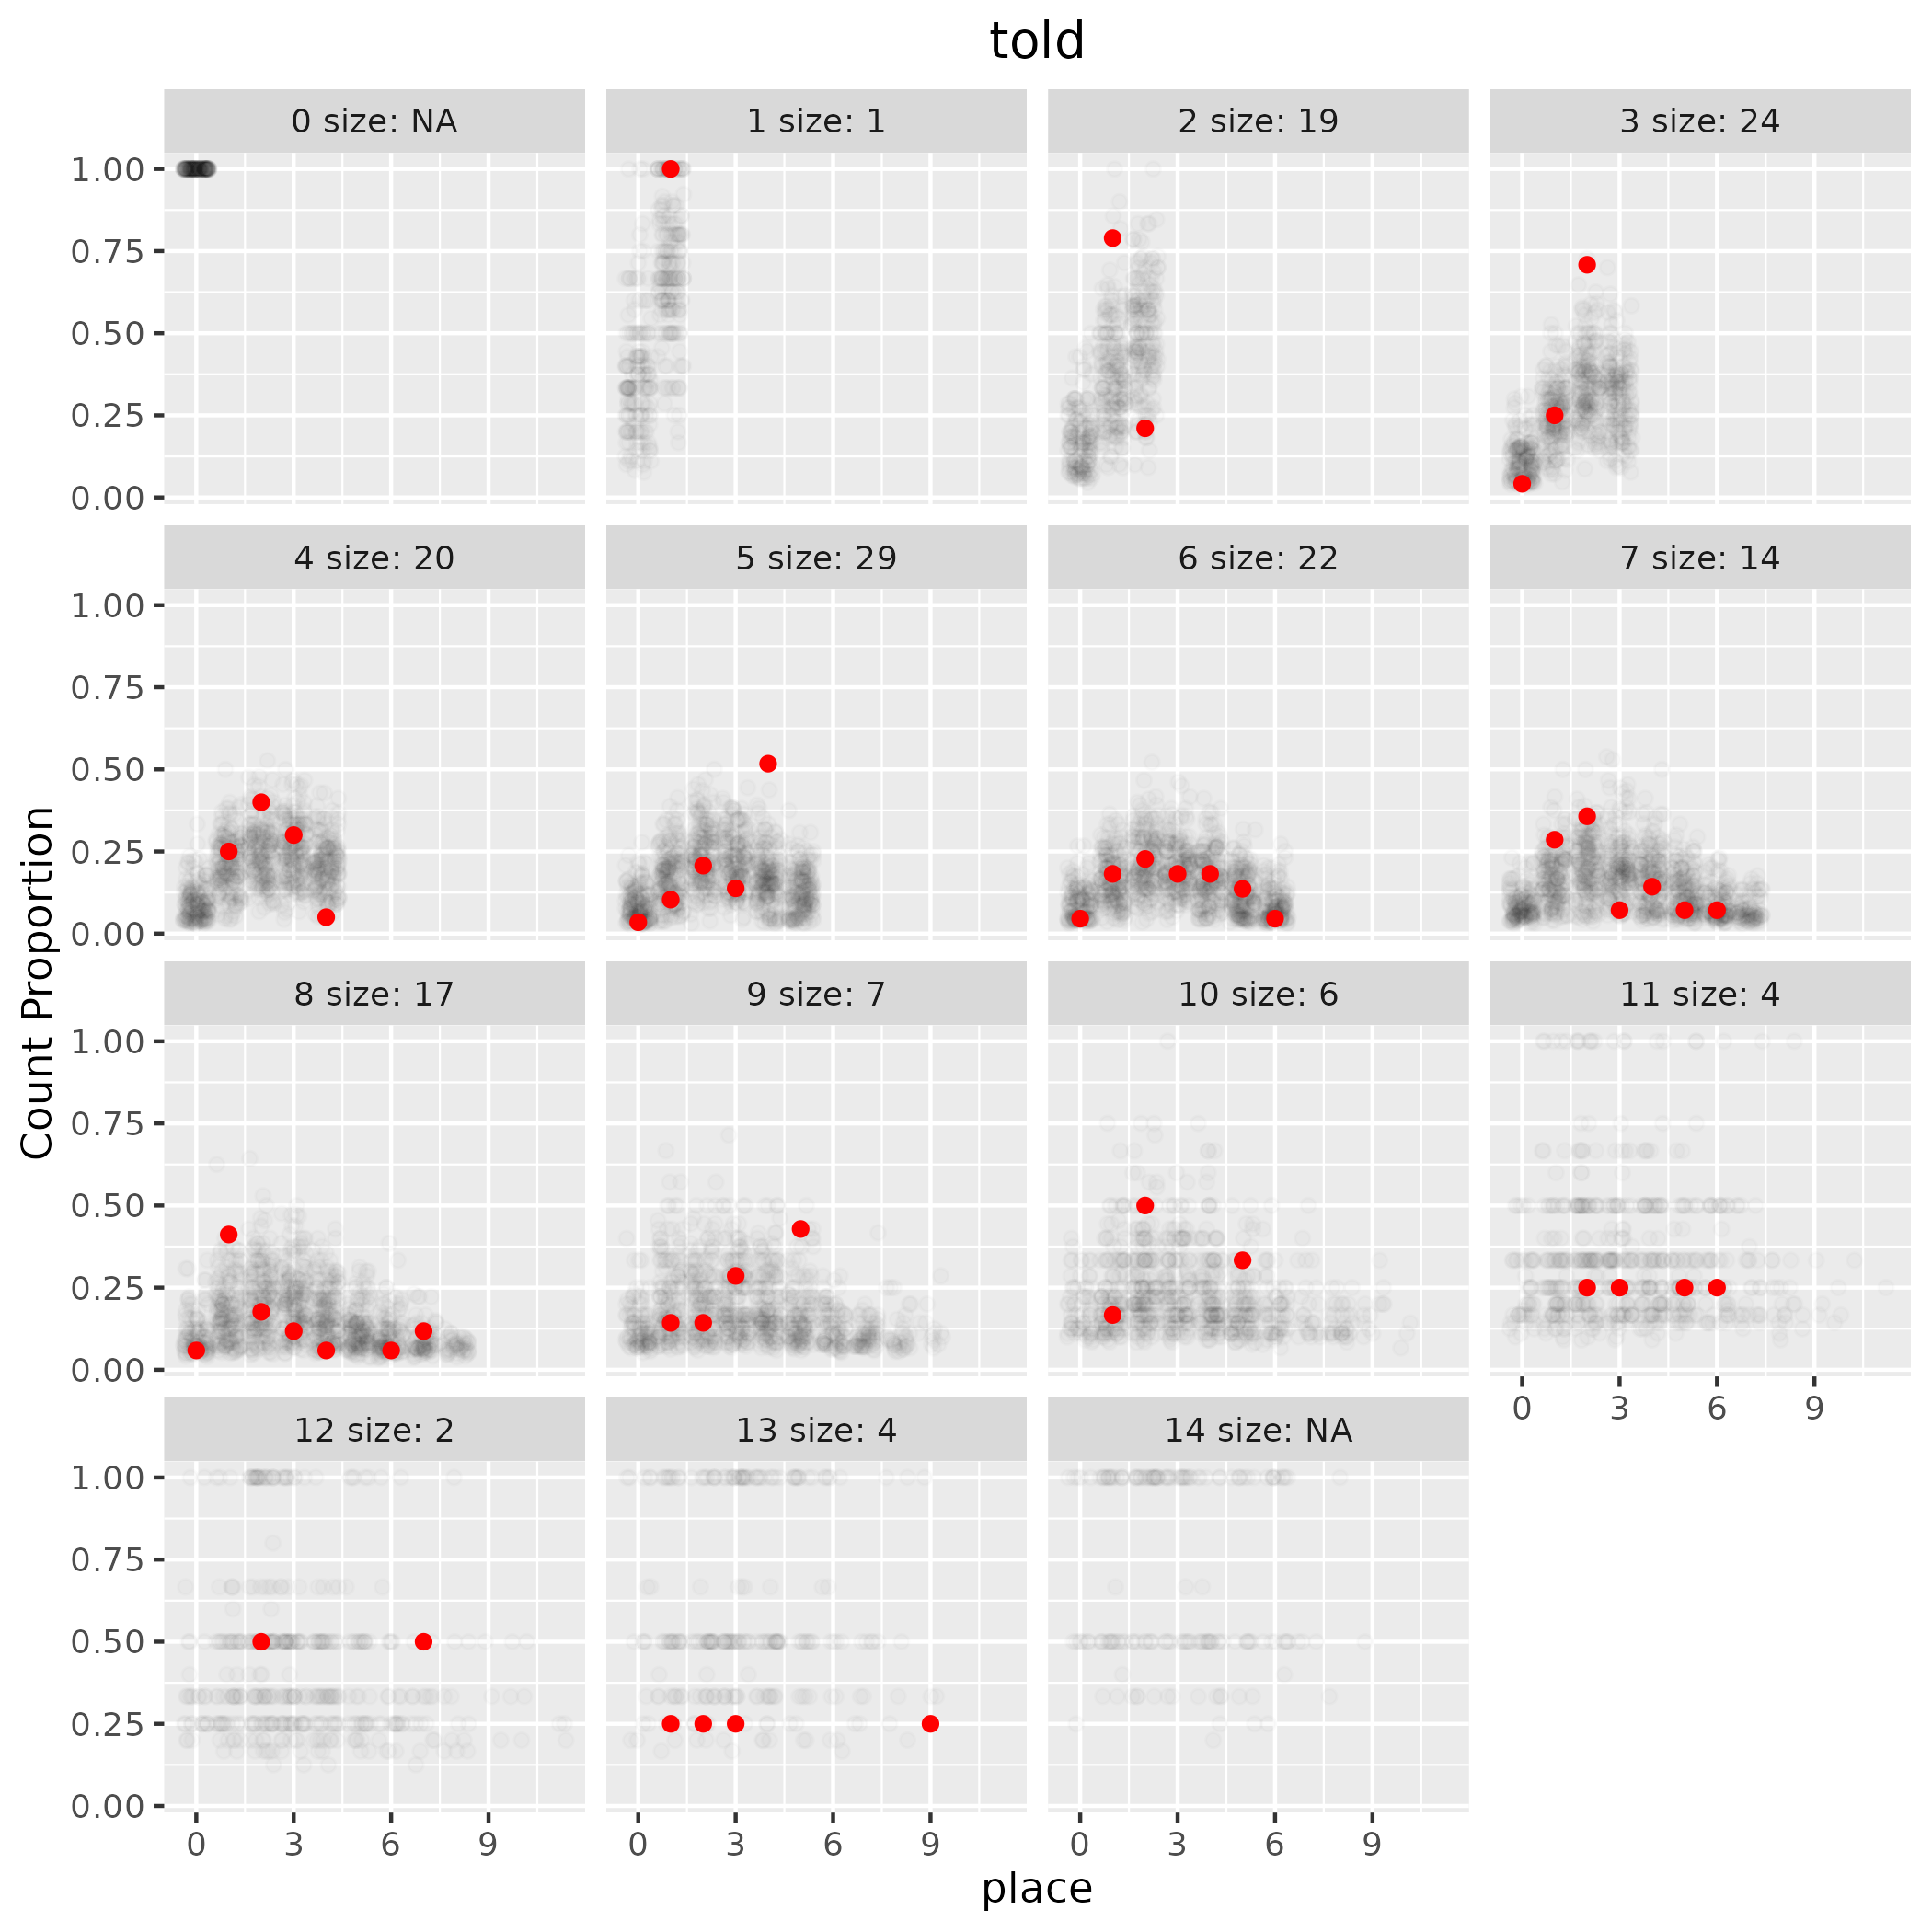 told
0 size: NA
1 size: 1
2 size: 19
3 size: 24
1.00
0.75
0.50
0.25
0.00
4 size: 20
5 size: 29
6 size: 22
7 size: 14
1.00
0.75
0.50
0.25
0.00
Count Proportion
8 size: 17
9 size: 7
10 size: 6
11 size: 4
1.00
0.75
0.50
0.25
0.00
0 3 6 9
12 size: 2
13 size: 4
14 size: NA
1.00
0.75
0.50
0.25
0.00
0 3 6 9
0 3 6 9
0 3 6 9
place